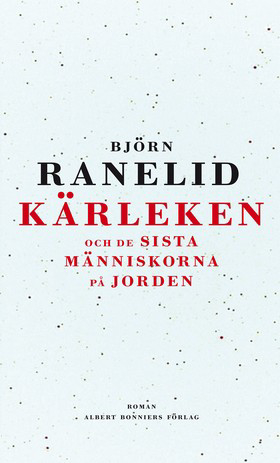 BJÖRN
RANELID
KÄRLEKEN
OCH DE SISTA
MÄNNISKORNA
PÅ JORDEN
ROMAN
ALBERT BONNIERS FÖRLAG